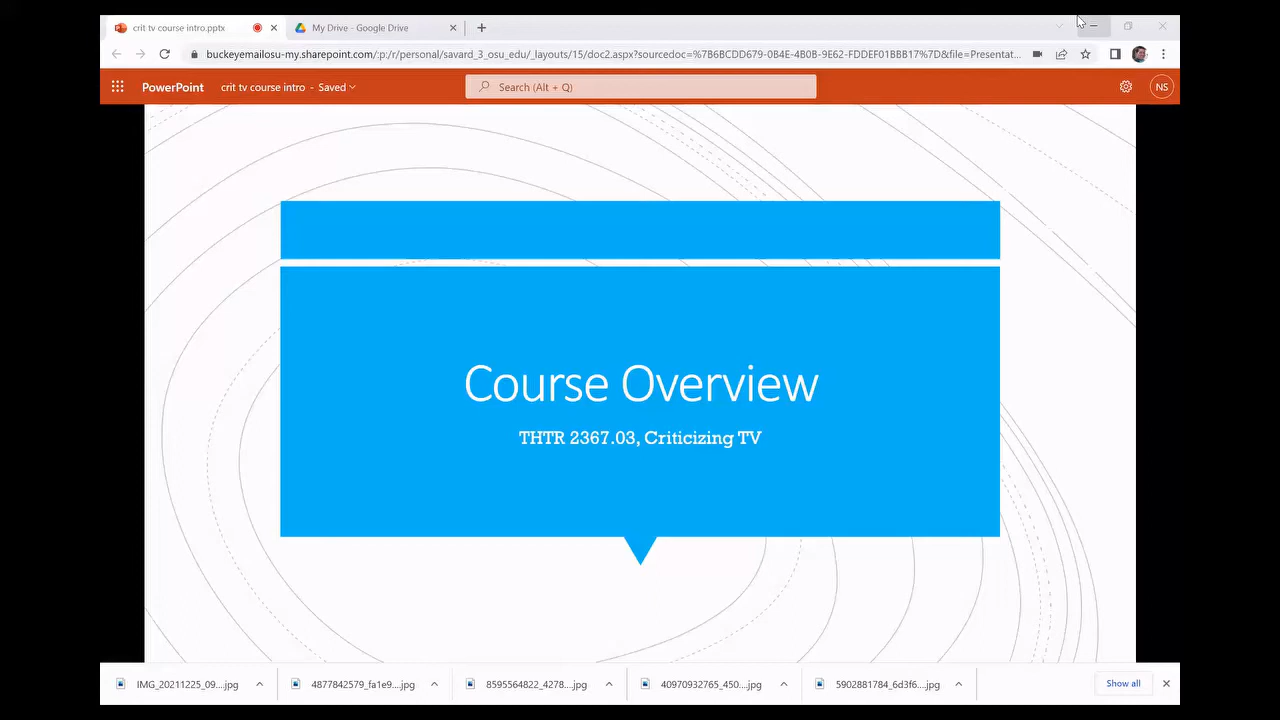 crit tv course intro.pptx
My Drive - Google Drive
buckeyemailosu-my.sharepoint.com/:p:/r/personal/savard_3_osu_edu/_layouts/15/doc2.aspx?sourcedoc=%7B6BCDD679-0B4E-4B0B-9E62-FDDEF01BBB17%7D&file=Presentat...
PowerPoint
crit tv course intro - Saved
Search (Alt + Q)
NS
Course Overview
THTR 2367.03, Criticizing TV
IMG_20211225_09....jpg
4877842579_fa1e9....jpg
8595564822_4278....jpg
40970932765_450....jpg
5902881784_6d3f6....jpg
Show all